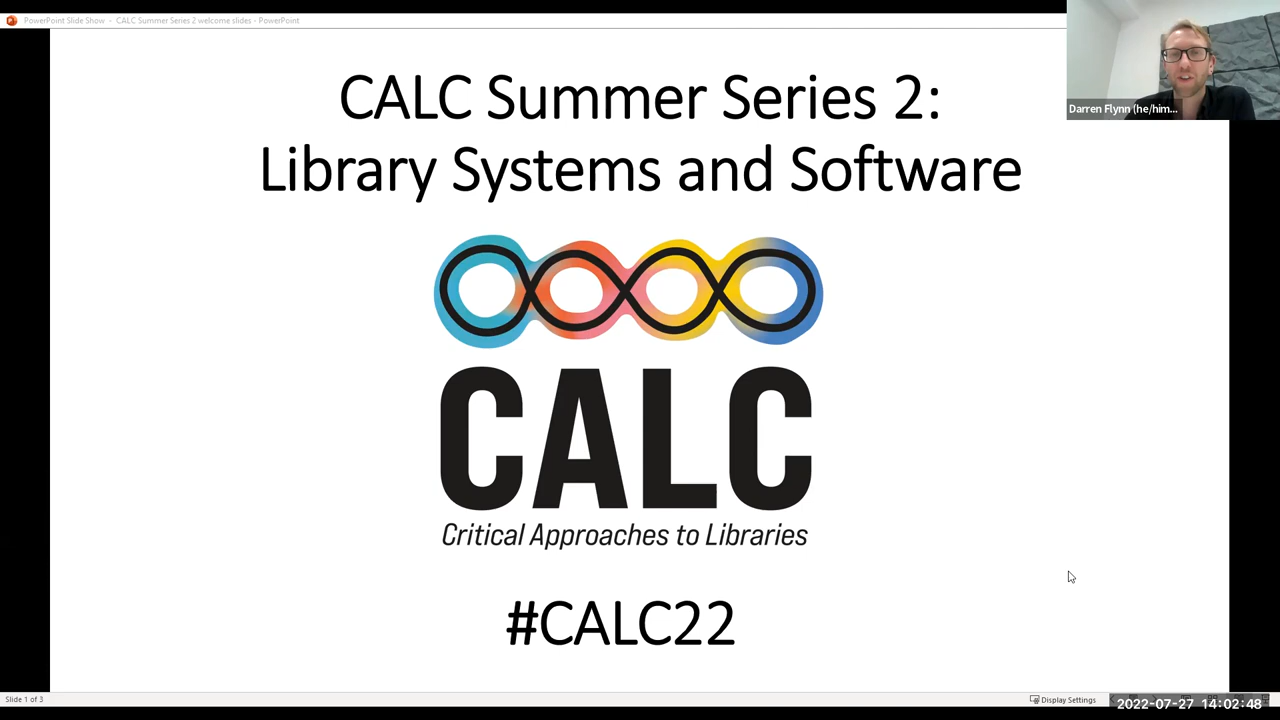 PowerPoint Slide Show - CALC Summer Series 2 welcome slides - PowerPoint
Darren Flynn (he/him...
CALC Summer Series 2:
Library Systems and Software
CALC
Critical Approaches to Libraries
#CALC22
Slide 1 of 3
Display Settings
2022-07-27 14:02:48